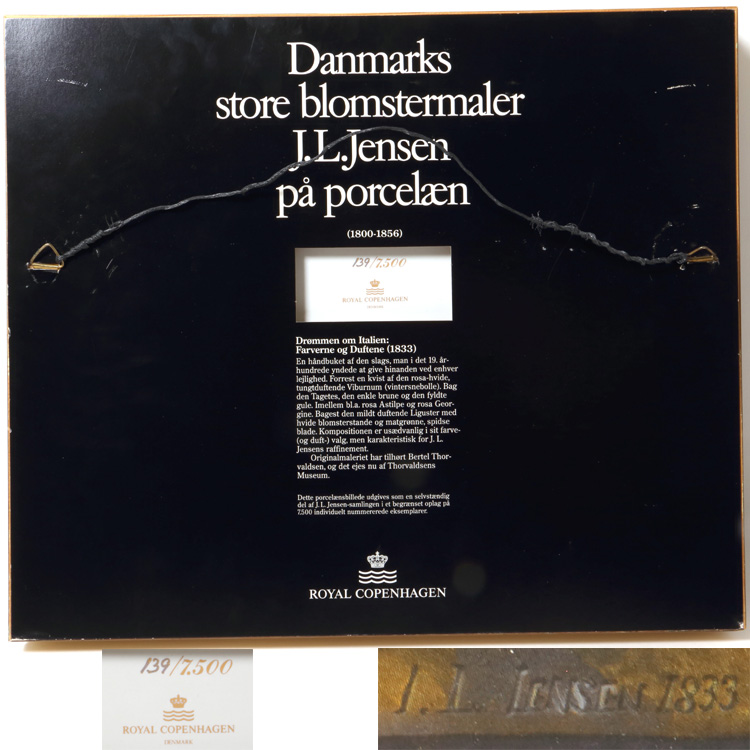 Danmarks
store blomstermaler
J.L.Jensen
på porcelæn
(1800-1856)
139/7.500
ROYAL COPENHAGEN
DENMARK
Drømmen om Italien:
Farverne og Duftene (1833)
En håndbuket af den slags, man i det 19. år-
hundrede yndede at give hinanden ved enhver
lejlighed. Forrest en kvist af den rosa-hvide,
tungtduftende Viburnum (vintersnebolle). Bag
den Tagetes, den enkle brune og den fyldte
gule. Imellem bl.a. rosa Astilpe og rosa Geor-
gine. Bagest den mildt duftende Liguster med
hvide blomsterstande og matgrønne, spidse
blade. Kompositionen er usædvanlig i sit farve-
(og duft-) valg, men karakteristisk for J. L.
Jensens raffinement.
Originalmaleriet har tilhørt Bertel Thor-
valdsen, og det ejes nu af Thorvaldsens
Museum.
Dette porcelænsbillede udgives som en selvstændig
del af J.L. Jensen-samlingen i et begrænset oplag på
7.500 individuelt nummererede eksemplarer.
ROYAL COPENHAGEN
139/7.500
ROYAL COPENHAGEN
DENMARK
J. L. JENSEN 1833